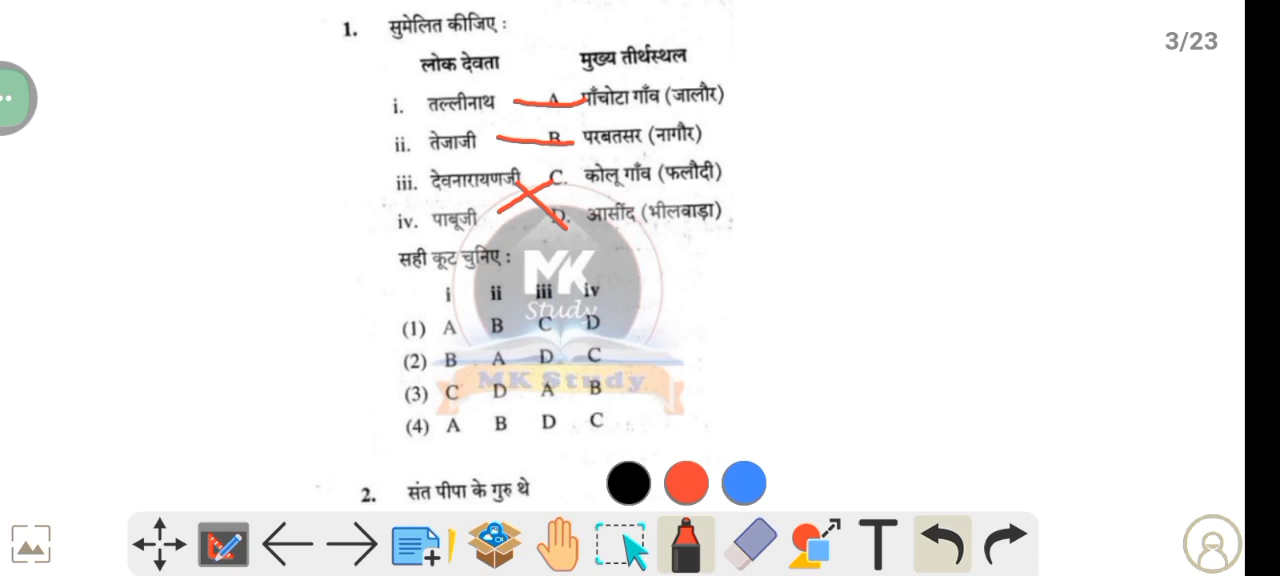 3/23
1. सुमेलित कीजिए :
लोक देवता मुख्य तीर्थस्थल
i. तल्लीनाथ A. पाँचोटा गाँव (जालौर)
ii. तेजाजी B. परबतसर (नागौर)
iii. देवनारायणजी C. कोलू गाँव (फलौदी)
iv. पाबूजी D. आसींद (भीलवाड़ा)
सही कूट चुनिए :
MK
i ii iii iv
Study
(1) A B C D
(2) B A D C
MK Study
(3) C D A B
(4) A B D C
2. संत पीपा के गुरु थे
T